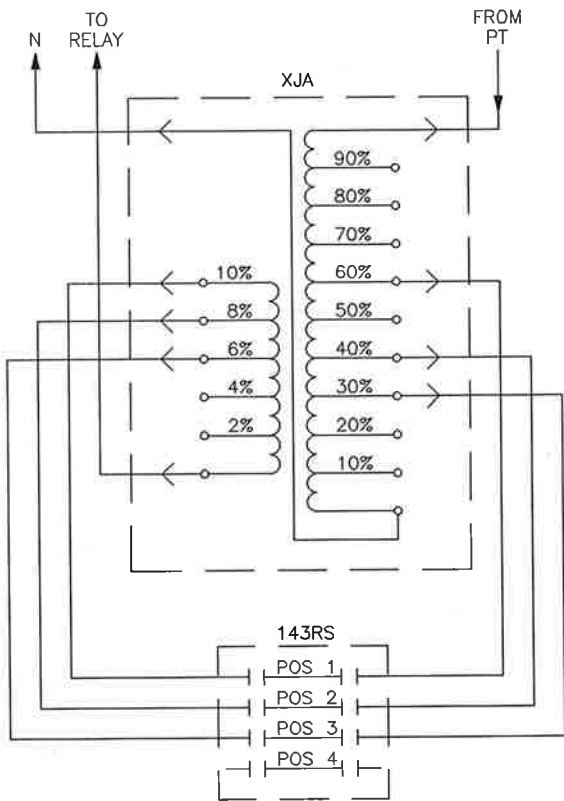 N
TO
RELAY
FROM
PT
XJA
90%
80%
70%
10%
60%
8%
50%
6%
40%
4%
30%
2%
20%
10%
143RS
POS 1
POS 2
POS 3
POS 4